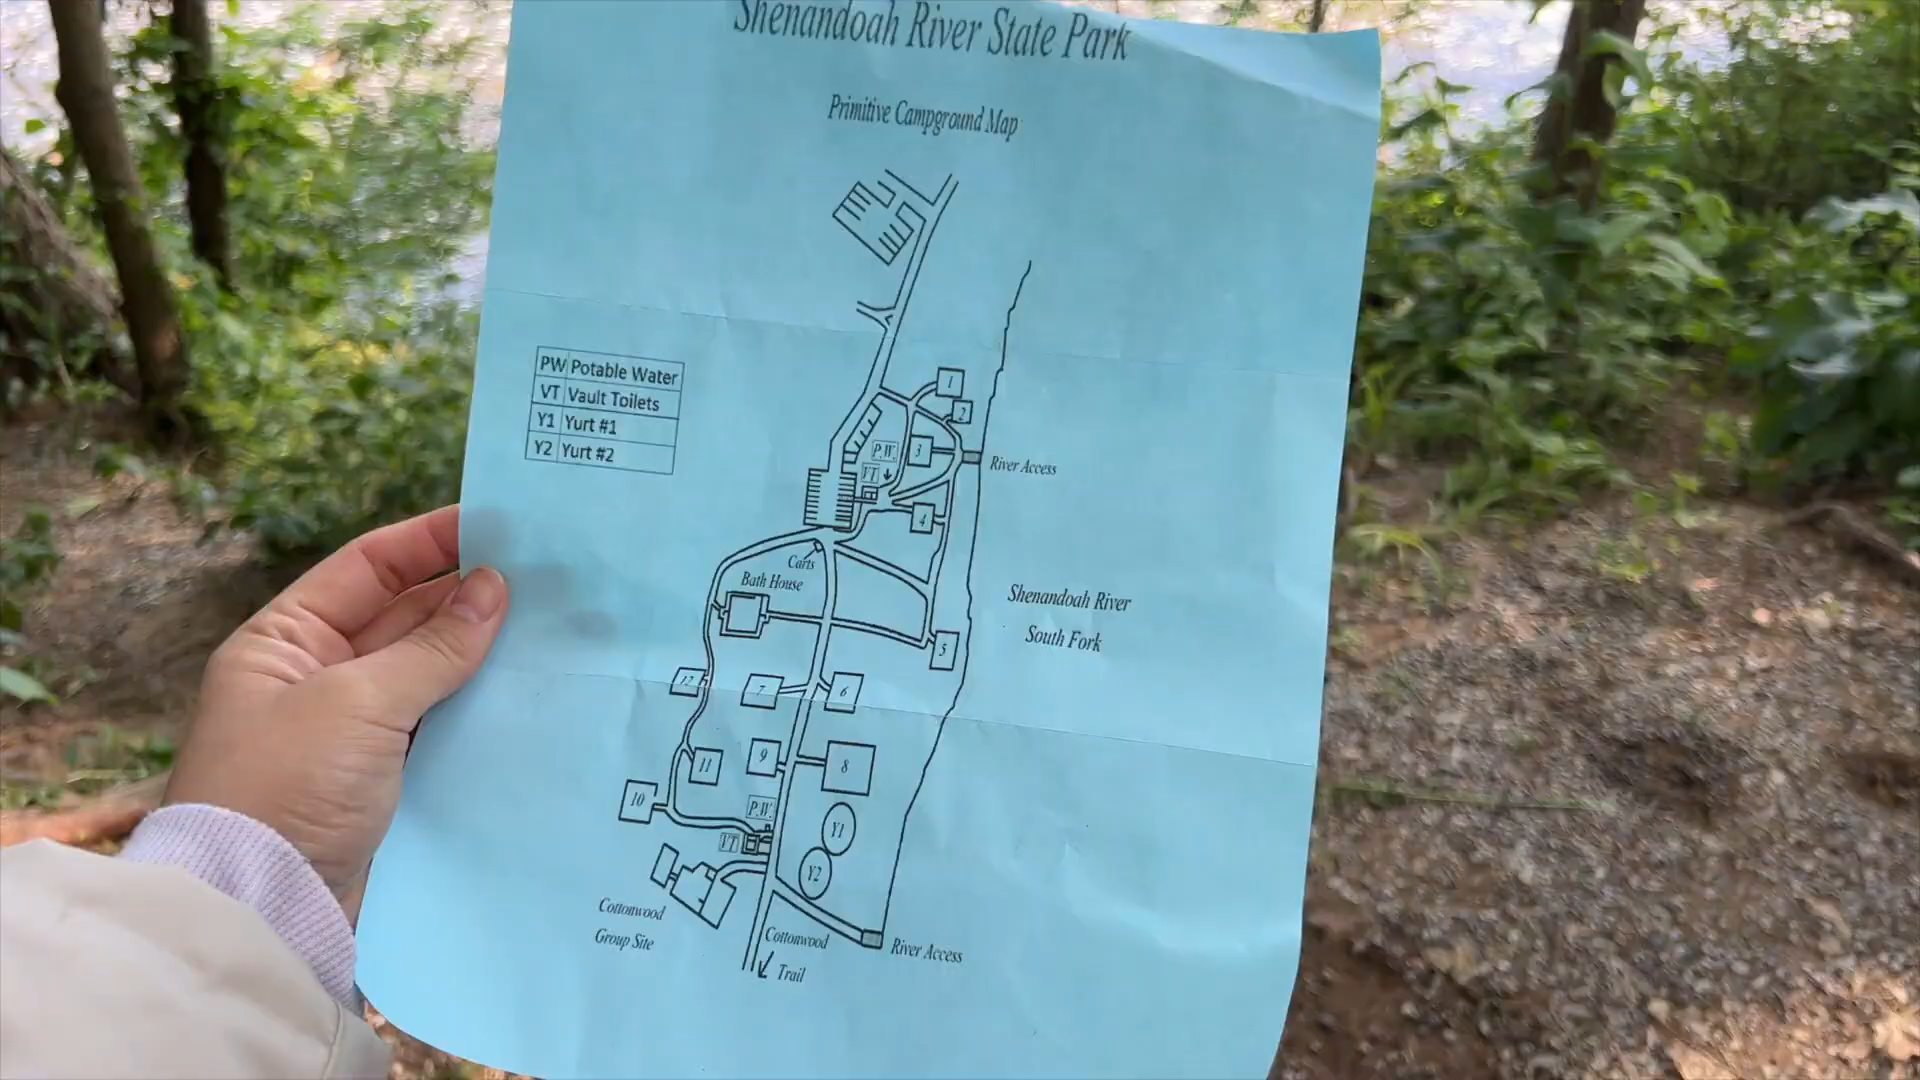 Shenandoah River State Park
Primitive Campground Map
PW Potable Water
VT Vault Toilets
Y1 Yurt #1
Y2 Yurt #2
1
2
3
P.W.
VT
River Access
4
Carts
Bath House
Shenandoah River
South Fork
5
12
7
6
9
8
11
10
P.W.
VT
Y1
Y2
Cottonwood
Group Site
Cottonwood
Trail
River Access